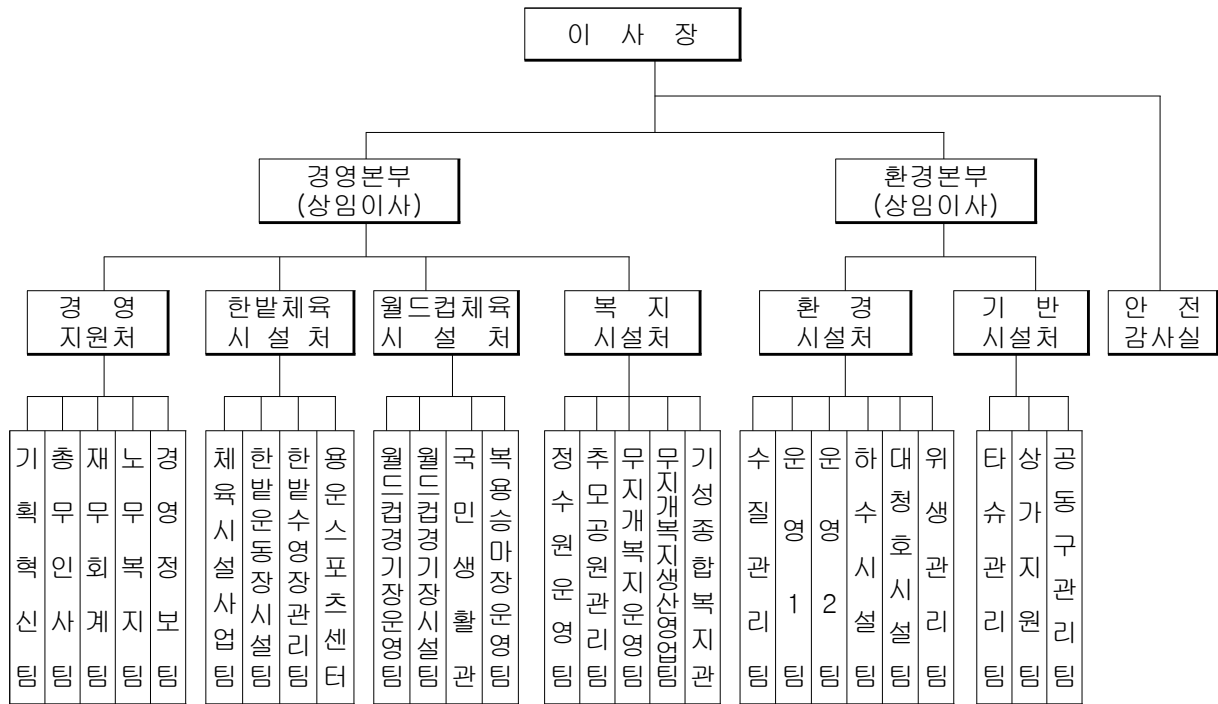 이 사 장
경영본부
(상임이사)
환경본부
(상임이사)
경 영
지원처
한밭체육
시 설 처
월드컵체육
시 설 처
복 지
시설처
환 경
시설처
기 반
시설처
안 전
감사실
기획혁신팀
총무인사팀
재무회계팀
노무복지팀
경영정보팀
체육시설사업팀
한밭운동장시설팀
한밭수영장관리팀
용운스포츠센터
월드컵경기장운영팀
월드컵경기장시설팀
국민생활관
복용승마장운영팀
정수원운영팀
추모공원관리팀
무지개복지운영팀
무지개복지생산영업팀
기성종합복지관
수질관리팀
운영1팀
운영2팀
하수시설팀
대청호시설팀
위생관리팀
타슈관리팀
상가지원팀
공동구관리팀